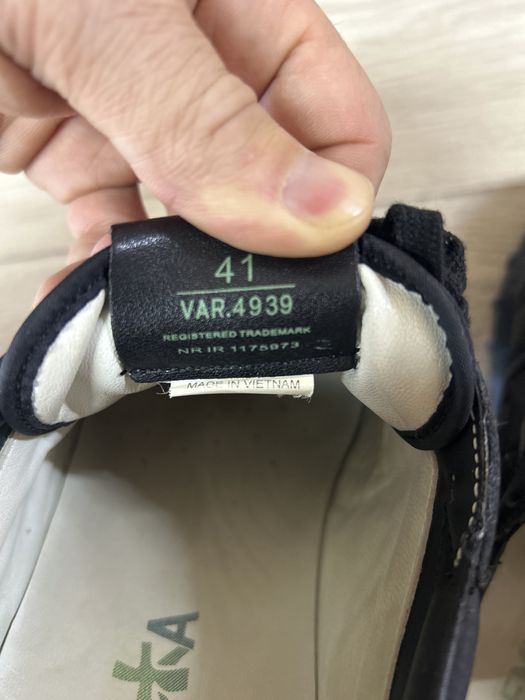 41
VAR.4939
REGISTERED TRADEMARK
NR IR 1175973
MADE IN VIETNAM